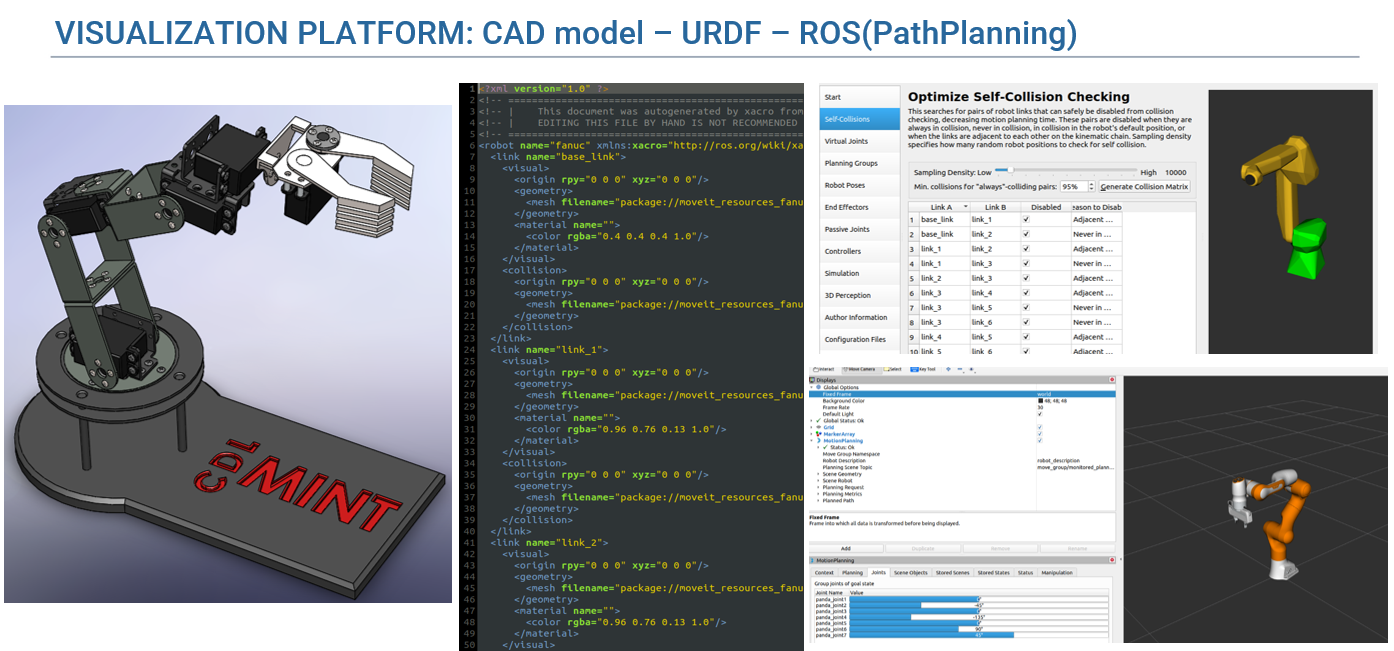 VISUALIZATION PLATFORM: CAD model – URDF – ROS(PathPlanning)
CDL
MINT
1 <?xml version="1.0" ?>
2 <!-- ================================================
3 <!-- | This document was autogenerated by xacro from
4 <!-- | EDITING THIS FILE BY HAND IS NOT RECOMMENDED
5 <!-- ================================================
6 <robot name="fanuc" xmlns:xacro="http://ros.org/wiki/xa
7 <link name="base_link">
8 <visual>
9 <origin rpy="0 0 0" xyz="0 0 0"/>
10 <geometry>
11 <mesh filename="package://moveit_resources_fanu
12 </geometry>
13 <material name="">
14 <color rgba="0.4 0.4 0.4 1.0"/>
15 </material>
16 </visual>
17 <collision>
18 <origin rpy="0 0 0" xyz="0 0 0"/>
19 <geometry>
20 <mesh filename="package://moveit_resources_fanu
21 </geometry>
22 </collision>
23 </link>
24 <link name="link_1">
25 <visual>
26 <origin rpy="0 0 0" xyz="0 0 0"/>
27 <geometry>
28 <mesh filename="package://moveit_resources_fanu
29 </geometry>
30 <material name="">
31 <color rgba="0.96 0.76 0.13 1.0"/>
32 </material>
33 </visual>
34 <collision>
35 <origin rpy="0 0 0" xyz="0 0 0"/>
36 <geometry>
37 <mesh filename="package://moveit_resources_fanu
38 </geometry>
39 </collision>
40 </link>
41 <link name="link_2">
42 <visual>
43 <origin rpy="0 0 0" xyz="0 0 0"/>
44 <geometry>
45 <mesh filename="package://moveit_resources_fanu
46 </geometry>
47 <material name="">
48 <color rgba="0.96 0.76 0.13 1.0"/>
49 </material>
50 </visual>
Start
Self-Collisions
Virtual Joints
Planning Groups
Robot Poses
End Effectors
Passive Joints
Controllers
Simulation
3D Perception
Author Information
Configuration Files
Optimize Self-Collision Checking
This searches for pairs of robot links that can safely be disabled from collision
checking, decreasing motion planning time. These pairs are disabled when they are
always in collision, never in collision, in collision in the robot's default position, or
when the links are adjacent to each other on the kinematic chain. Sampling density
specifies how many random robot positions to check for self collision.
Sampling Density: Low High 10000
Min. collisions for "always"-colliding pairs: 95% Generate Collision Matrix
Link A Link B Disabled eason to Disab
1 base_link link_1 Adjacent ...
2 base_link link_2 Never in ...
3 link_1 link_2 Adjacent ...
4 link_1 link_3 Never in ...
5 link_2 link_3 Adjacent ...
6 link_3 link_4 Adjacent ...
7 link_3 link_5 Never in ...
8 link_3 link_6 Never in ...
9 link_4 link_5 Adjacent ...
10 link_5 link_6 Adjacent ...
Interact Move Camera Select Key Tool
Displays
Global Options
Fixed Frame world
Background Color 48; 48; 48
Frame Rate 30
Default Light
Global Status: Ok
Grid
MarkerArray
MotionPlanning
Status: Ok
Move Group Namespace
Robot Description robot_description
Planning Scene Topic move_group/monitored_plann...
Scene Geometry
Scene Robot
Planning Request
Planning Metrics
Planned Path
Fixed Frame
Frame into which all data is transformed before being displayed.
Add Duplicate Remove Rename
MotionPlanning
Context Planning Joints Scene Objects Stored Scenes Stored States Status Manipulation
Group joints of goal state
Joint Name Value
panda_joint1 0°
panda_joint2 -45°
panda_joint3 0°
panda_joint4 -135°
panda_joint5 0°
panda_joint6 90°
panda_joint7 45°